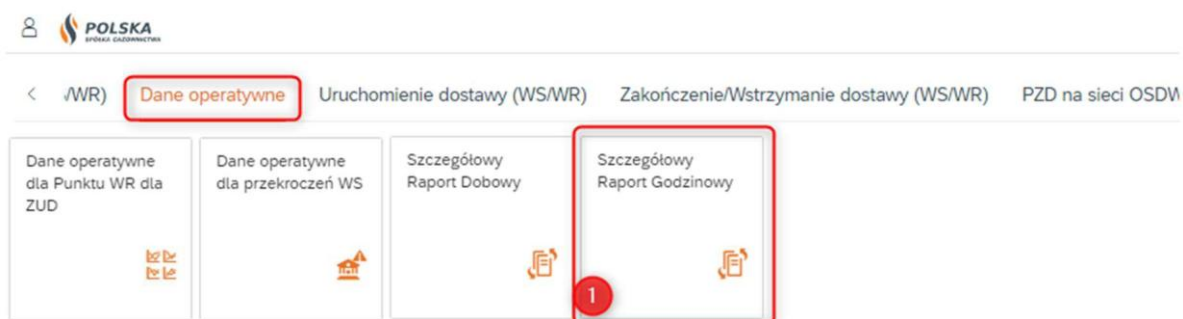 POLSKA
SPÓŁKA GAZOWNICTWA
/WR) Dane operatywne Uruchomienie dostawy (WS/WR) Zakończenie/Wstrzymanie dostawy (WS/WR) PZD na sieci OSDW
Dane operatywne
dla Punktu WR dla
ZUD
Dane operatywne
dla przekroczeń WS
Szczegółowy
Raport Dobowy
Szczegółowy
Raport Godzinowy
1